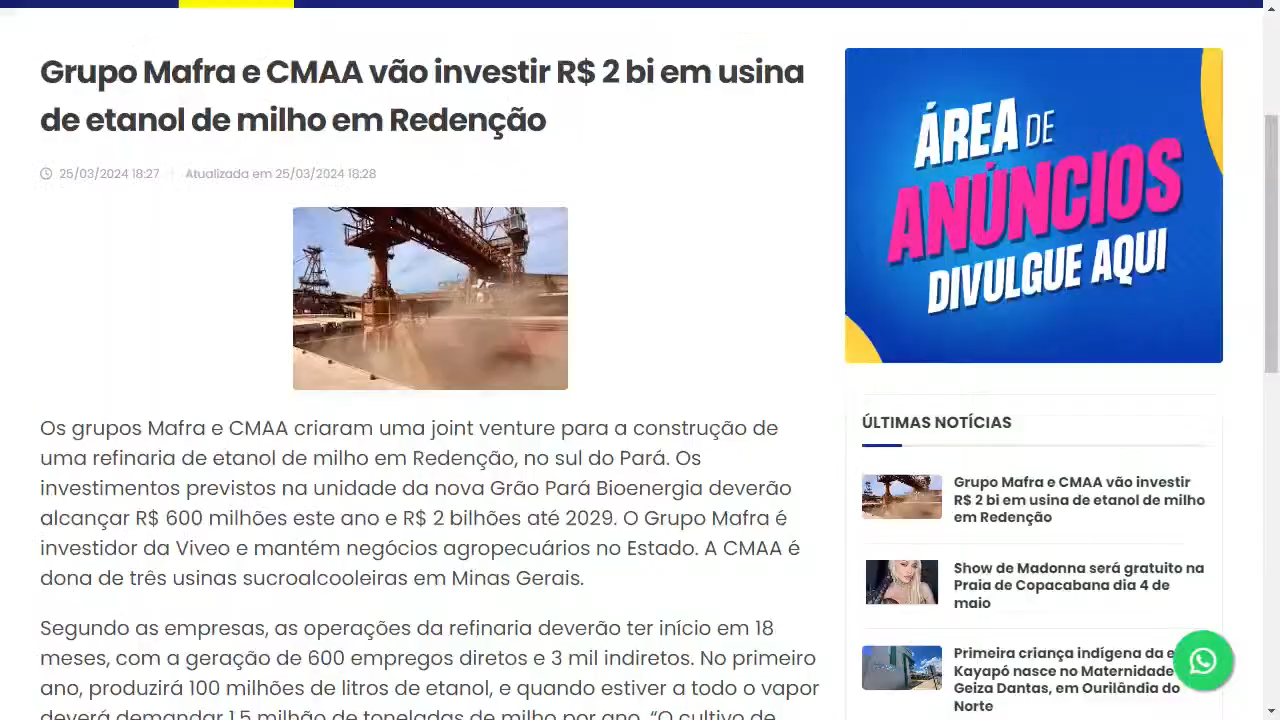 Grupo Mafra e CMAA vão investir R$ 2 bi em usina
de etanol de milho em Redenção
25/03/2024 18:27
Atualizada em 25/03/2024 18:28
Os grupos Mafra e CMAA criaram uma joint venture para a construção de
uma refinaria de etanol de milho em Redenção, no sul do Pará. Os
investimentos previstos na unidade da nova Grão Pará Bioenergia deverão
alcançar R$ 600 milhões este ano e R$ 2 bilhões até 2029. O Grupo Mafra é
investidor da Viveo e mantém negócios agropecuários no Estado. A CMAA é
dona de três usinas sucroalcooleiras em Minas Gerais.
Segundo as empresas, as operações da refinaria deverão ter início em 18
meses, com a geração de 600 empregos diretos e 3 mil indiretos. No primeiro
ano, produzirá 100 milhões de litros de etanol, e quando estiver a todo o vapor
deverá demandar 1,5 milhão de toneladas de milho por ano. “O cultivo de
ÁREA DE
ANÚNCIOS
DIVULGUE AQUI
ÚLTIMAS NOTÍCIAS
Grupo Mafra e CMAA vão investir
R$ 2 bi em usina de etanol de milho
em Redenção
Show de Madonna será gratuito na
Praia de Copacabana dia 4 de
maio
Primeira criança indígena da e
Kayapó nasce no Maternidade
Geiza Dantas, em Ourilândia do
Norte